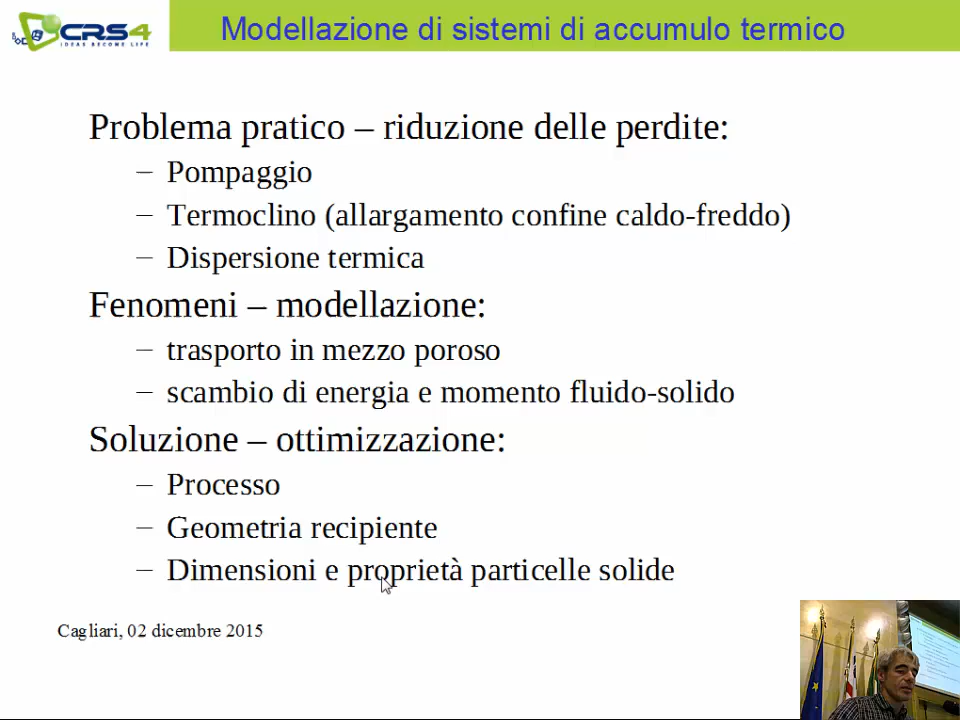 CRS4
IDEAS BECOME LIFE
Modellazione di sistemi di accumulo termico
Problema pratico – riduzione delle perdite:
– Pompaggio
– Termoclino (allargamento confine caldo-freddo)
– Dispersione termica
Fenomeni – modellazione:
– trasporto in mezzo poroso
– scambio di energia e momento fluido-solido
Soluzione – ottimizzazione:
– Processo
– Geometria recipiente
– Dimensioni e proprietà particelle solide
Cagliari, 02 dicembre 2015